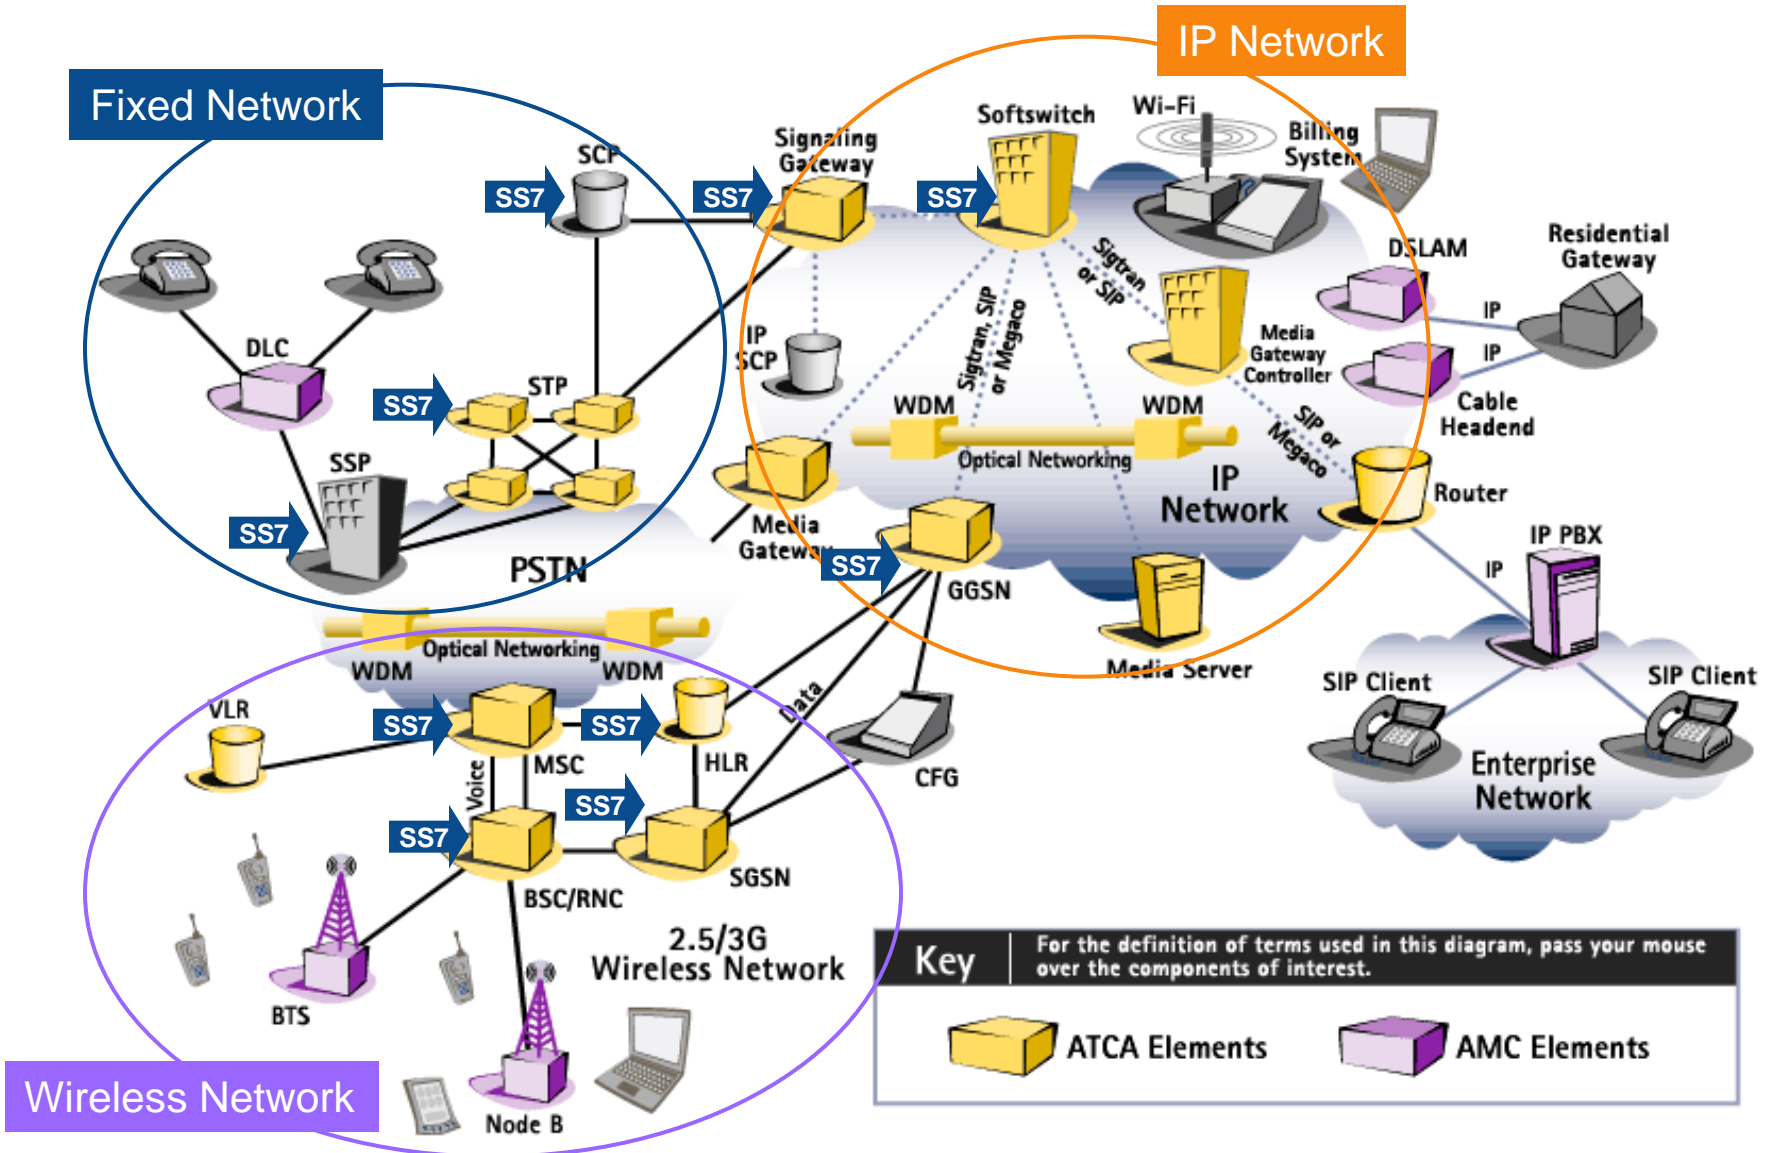 IP Network
Fixed Network
Wi-Fi
Softswitch
Billing
System
Signaling
Gateway
SCP
SS7
SS7
SS7
DSLAM
Residential
Gateway
Sigtran
or SIP
IP
IP
SCP
Sigtran, SIP
or Megaco
Media
Gateway
Controller
IP
DLC
STP
SS7
WDM
WDM
Cable
Headend
SIP or
Megaco
Optical Networking
SSP
IP
Network
Router
SS7
Media
Gateway
IP PBX
PSTN
SS7
GGSN
IP
Optical Networking
WDM
WDM
Media Server
SIP Client
SIP Client
VLR
SS7
SS7
Data
MSC
HLR
CFG
Enterprise
Network
Voice
SS7
SS7
SGSN
BSC/RNC
2.5/3G
Wireless Network
Key
For the definition of terms used in this diagram, pass your mouse
over the components of interest.
BTS
ATCA Elements
AMC Elements
Wireless Network
Node B